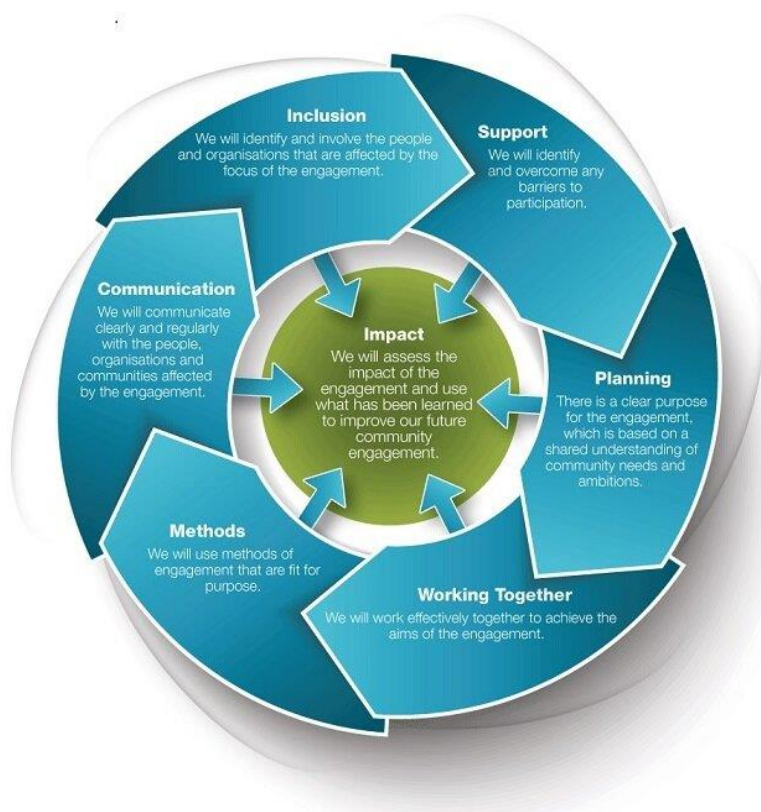 Inclusion
We will identify and involve the people
and organisations that are affected by the
focus of the engagement.
Support
We will identify
and overcome any
barriers to
participation.
Planning
There is a clear purpose
for the engagement,
which is based on a
shared understanding of
community needs and
ambitions.
Working Together
We will work effectively together to achieve the
aims of the engagement.
Methods
We will use methods of
engagement that are fit for
purpose.
Communication
We will communicate
clearly and regularly
with the people,
organisations and
communities affected
by the engagement.
Impact
We will assess the
impact of the
engagement and use
what has been learned
to improve our future
community
engagement.